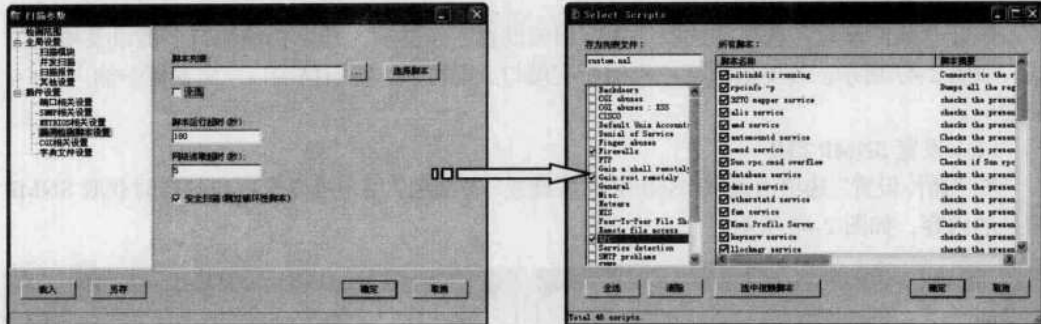 扫描参数
检测范围
全局设置
扫描模块
并发扫描
扫描报告
其他设置
插件设置
端口相关设置
SNMP相关设置
NETBIOS相关设置
漏洞检测脚本设置
CGI相关设置
字典文件设置
脚本列表
选择脚本
全选
脚本运行超时(秒)
180
网络读取超时(秒):
5
安全扫描(跳过破坏性脚本)
载入
另存
确定
取消
Select Scripts
存为列表文件:
custom.nsl
Backdoors
CGI abuses
CGI abuses : XSS
CISCO
Default Unix Accounts
Denial of Service
Finger abuses
Firewalls
FTP
Gain a shell remotely
Gain root remotely
General
Misc.
Netware
NIS
Peer-To-Peer File Sh
Remote file access
RPC
Service detection
SMTP problems
所有脚本:
脚本名称
脚本摘要
nibindd is running
Connects to the r
rpcinfo -p
Dumps all the reg
3270 mapper service
checks the presen
alis service
checks the presen
amd service
checks the presen
automountd service
checks the presen
cmsd service
checks the presen
Sun rpc.cmsd overflow
Checks if Sun rpc
database service
checks the presen
dmisd service
checks the presen
etherstatd service
checks the presen
fam service
checks the presen
keyserv service
checks the presen
llockmgr service
checks the presen
全选
清除
选中依赖脚本
确定
取消
Total 48 scripts.